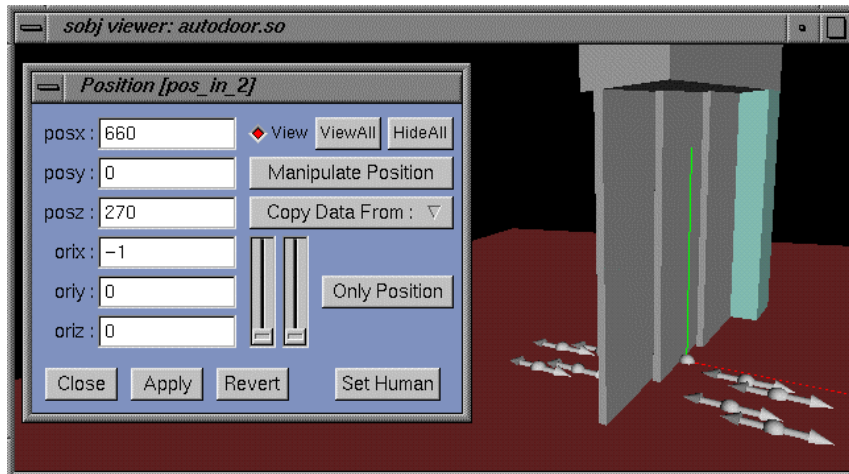 sobj viewer: autodoor.so
Position [pos_in_2]
posx : 660 View ViewAll HideAll
posy : 0 Manipulate Position
posz : 270 Copy Data From :
orix : −1
oriy : 0 Only Position
oriz : 0
Close Apply Revert Set Human